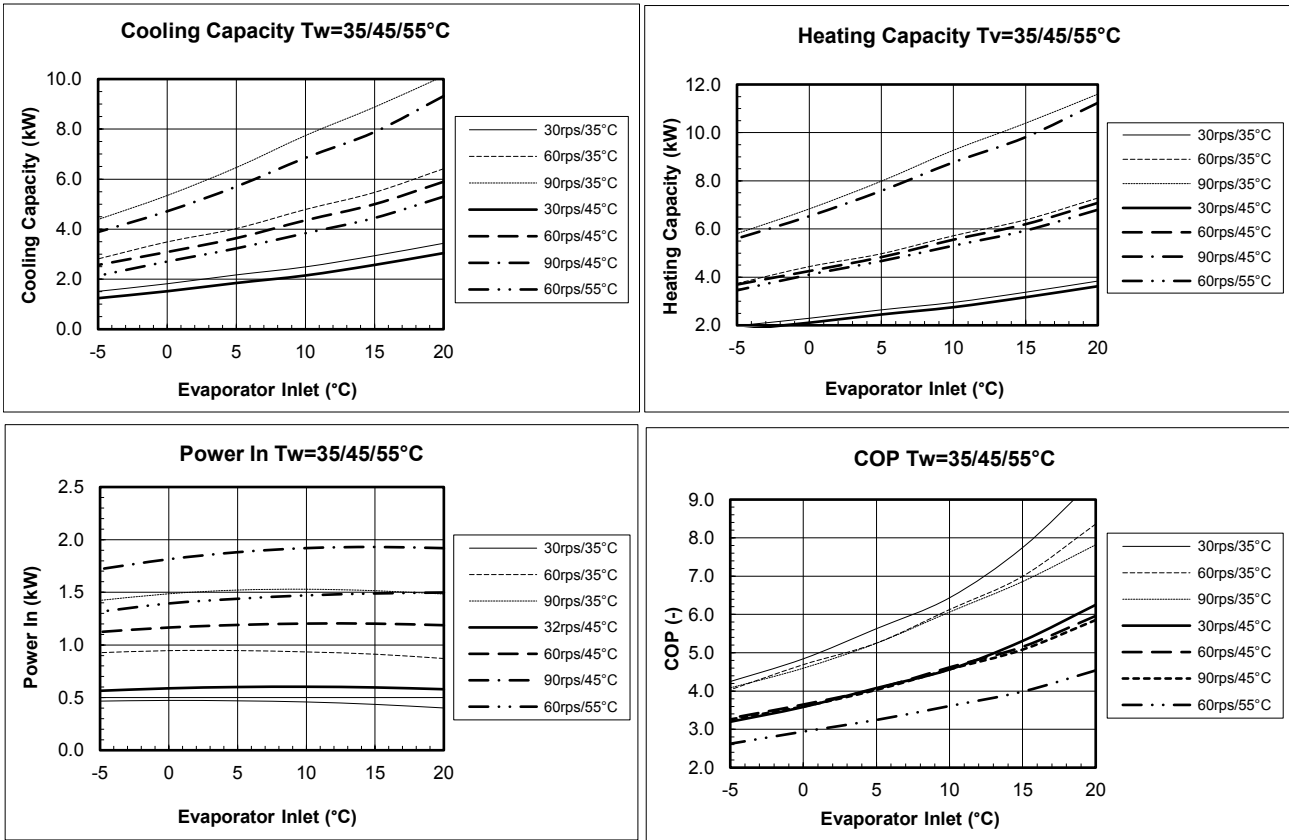 Cooling Capacity Tw=35/45/55°C
Cooling Capacity (kW)
10.0
8.0
6.0
4.0
2.0
0.0
-5 0 5 10 15 20
Evaporator Inlet (°C)
30rps/35°C
60rps/35°C
90rps/35°C
30rps/45°C
60rps/45°C
90rps/45°C
60rps/55°C
Heating Capacity Tv=35/45/55°C
Heating Capacity (kW)
12.0
10.0
8.0
6.0
4.0
2.0
-5 0 5 10 15 20
Evaporator Inlet (°C)
30rps/35°C
60rps/35°C
90rps/35°C
30rps/45°C
60rps/45°C
90rps/45°C
60rps/55°C
Power In Tw=35/45/55°C
Power In (kW)
2.5
2.0
1.5
1.0
0.5
0.0
-5 0 5 10 15 20
Evaporator Inlet (°C)
30rps/35°C
60rps/35°C
90rps/35°C
32rps/45°C
60rps/45°C
90rps/45°C
60rps/55°C
COP Tw=35/45/55°C
COP (-)
9.0
8.0
7.0
6.0
5.0
4.0
3.0
2.0
-5 0 5 10 15 20
Evaporator Inlet (°C)
30rps/35°C
60rps/35°C
90rps/35°C
30rps/45°C
60rps/45°C
90rps/45°C
60rps/55°C